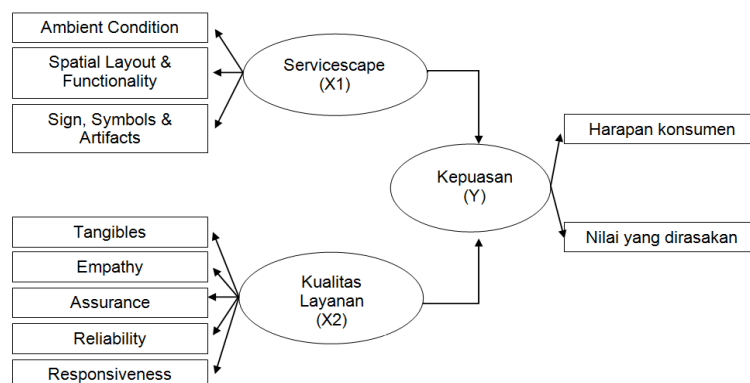 Ambient Condition
Spatial Layout &
Functionality
Sign, Symbols &
Artifacts
Servicescape
(X1)
Harapan konsumen
Kepuasan
(Y)
Nilai yang dirasakan
Tangibles
Empathy
Assurance
Reliability
Responsiveness
Kualitas
Layanan
(X2)